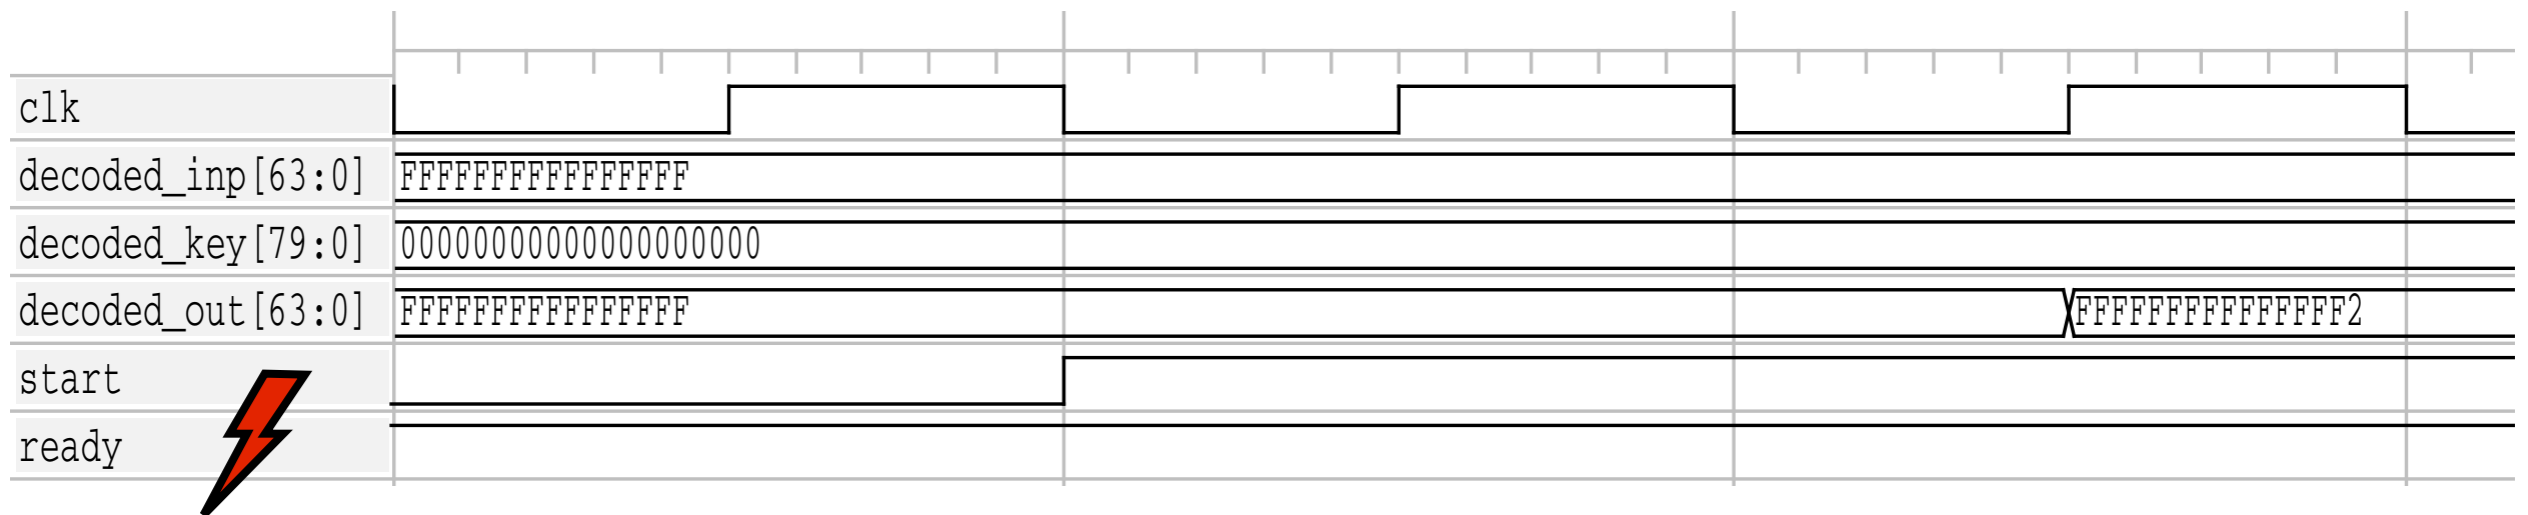 clk
decoded_inp[63:0] FFFFFFFFFFFFFFFF
decoded_key[79:0] 00000000000000000000
decoded_out[63:0] FFFFFFFFFFFFFFFF FFFFFFFFFFFFFFF2
start
ready